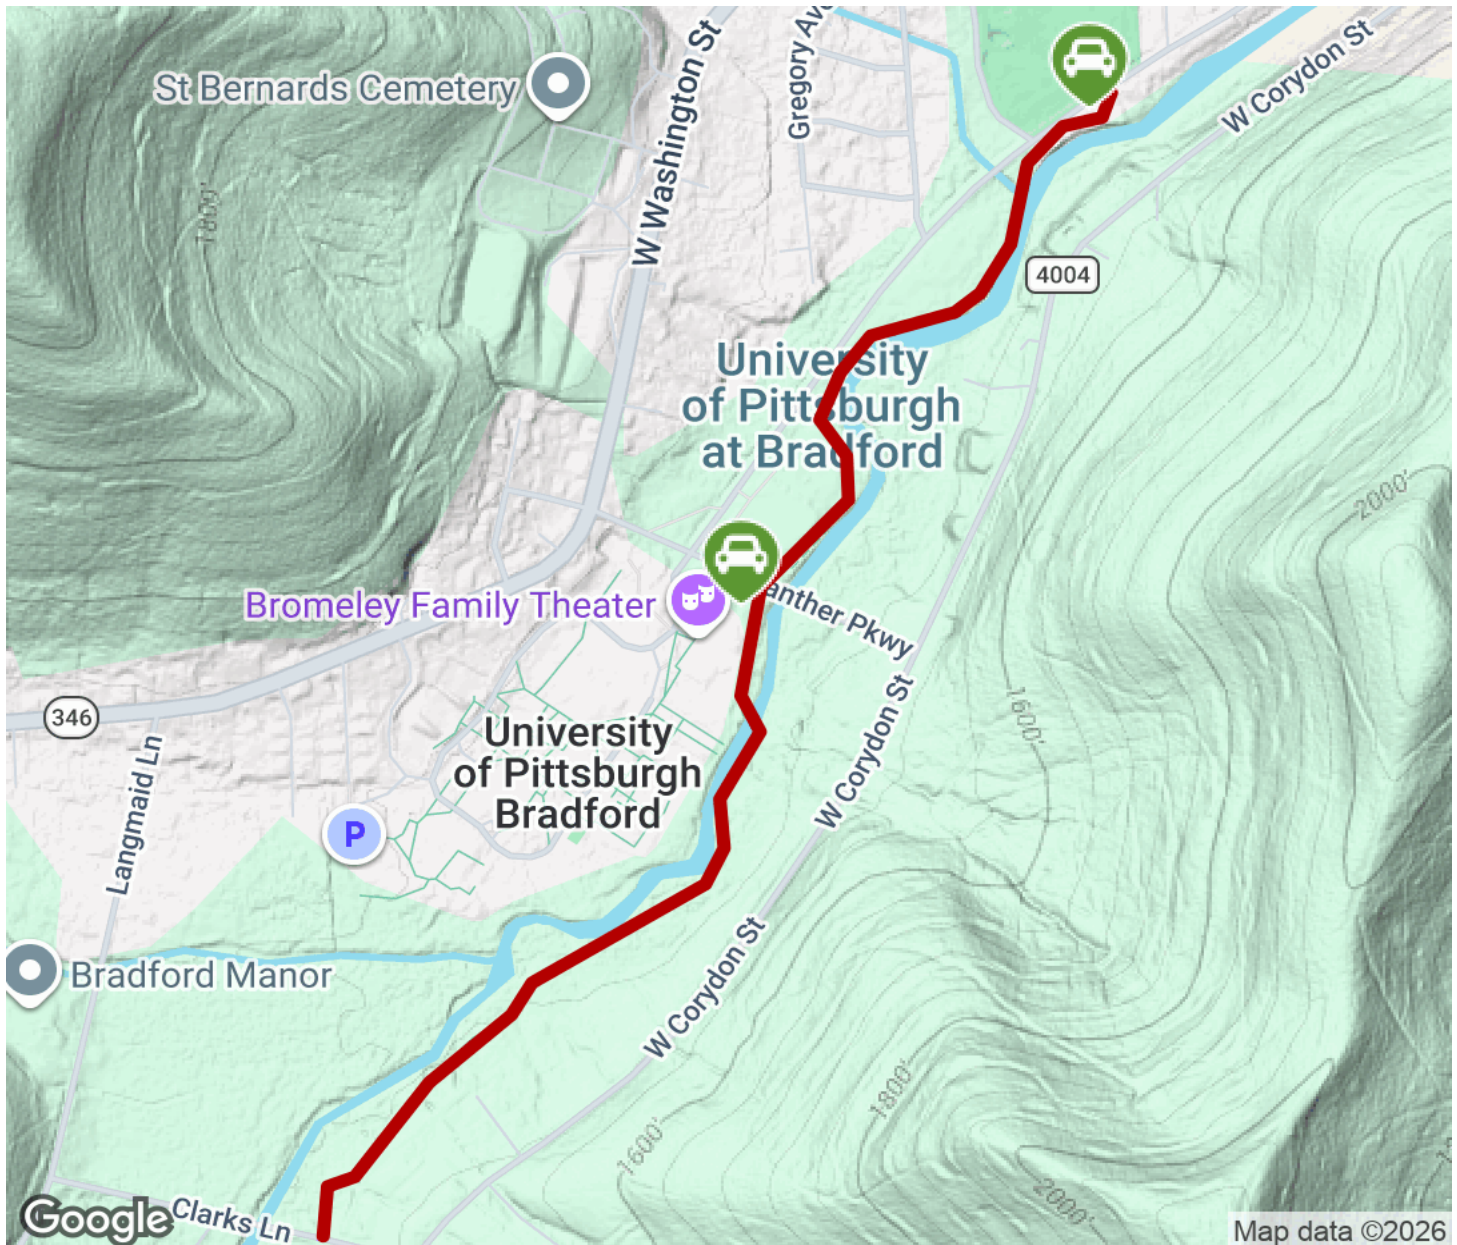 Gregory Ave
St Bernards Cemetery
W Washington St
W Corydon St
1800'
4004
University
of Pittsburgh
at Bradford
2000'
Bromeley Family Theater
anther Pkwy
346
Langmaid Ln
University
of Pittsburgh
Bradford
P
W Corydon St
1600'
Bradford Manor
W Corydon St
1800'
1600'
2000'
Clarks Ln
Google
Map data ©2026